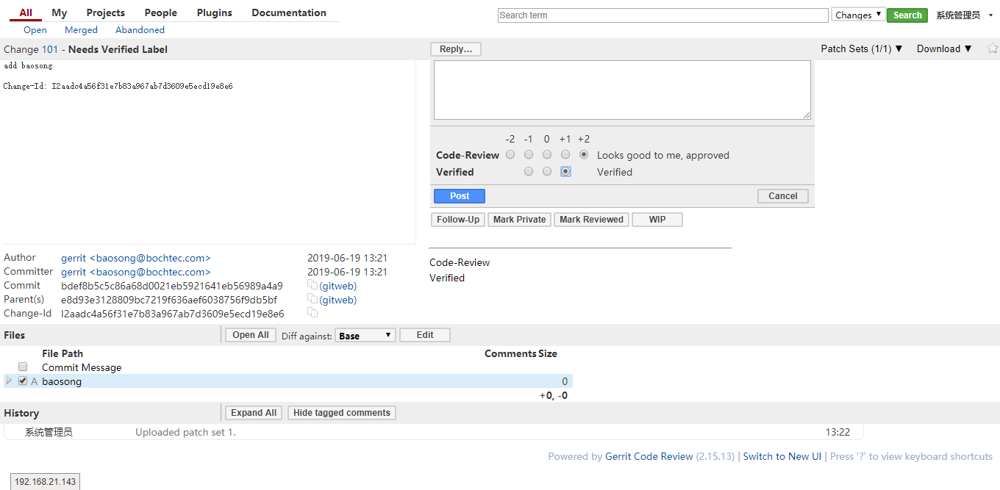 All My Projects People Plugins Documentation Search term Changes ▼ Search 系统管理员
Open Merged Abandoned
Change 101 - Needs Verified Label Reply... Patch Sets (1/1) ▼ Download ▼
add baosong
Change-Id: I2aadc4a56f31e7b83a967ab7d3609e5ecd19e8e6
-2 -1 0 +1 +2
Code-Review Looks good to me, approved
Verified Verified
Post Cancel
Follow-Up Mark Private Mark Reviewed WIP
Code-Review
Verified
Author gerrit <baosong@bochtec.com> 2019-06-19 13:21
Committer gerrit <baosong@bochtec.com> 2019-06-19 13:21
Commit bdef8b5c5c86a68d0021eb5921641eb56989a4a9 (gitweb)
Parent(s) e8d93e3128809bc7219f636aef6038756f9db5bf (gitweb)
Change-Id I2aadc4a56f31e7b83a967ab7d3609e5ecd19e8e6
Files Open All Diff against: Base ▼ Edit
File Path Comments Size
Commit Message
A baosong 0
+0, -0
History Expand All Hide tagged comments
系统管理员 Uploaded patch set 1. 13:22
Powered by Gerrit Code Review (2.15.13) | Switch to New UI | Press '?' to view keyboard shortcuts
192.168.21.143